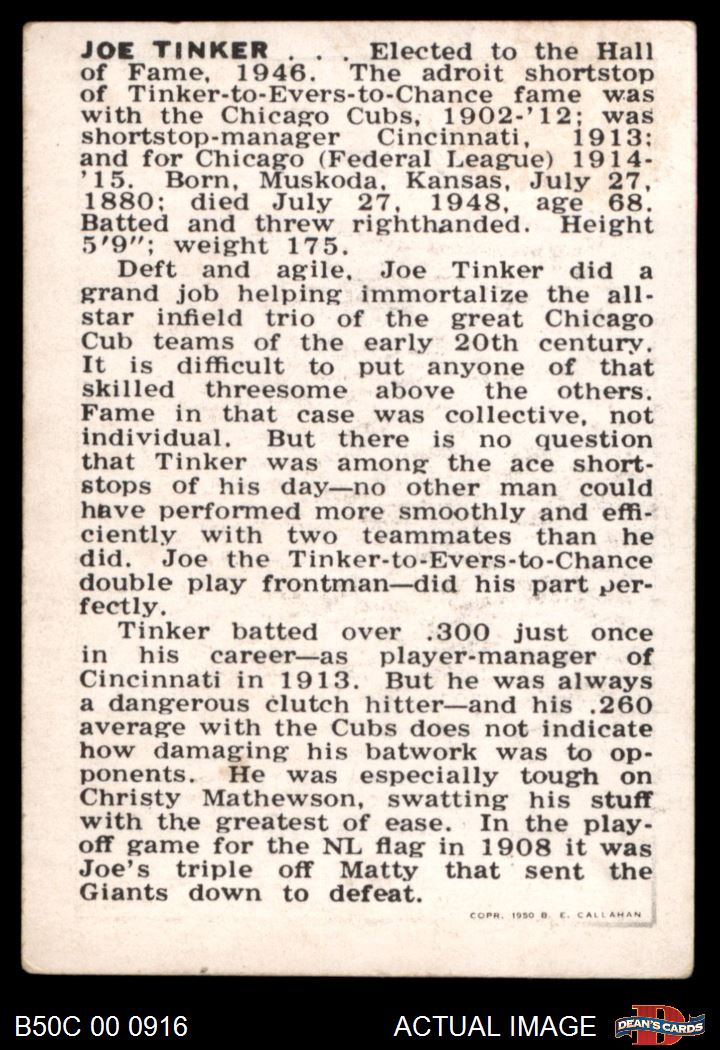 JOE TINKER . . . Elected to the Hall
of Fame, 1946. The adroit shortstop
of Tinker-to-Evers-to-Chance fame was
with the Chicago Cubs, 1902-'12; was
shortstop-manager Cincinnati, 1913;
and for Chicago (Federal League) 1914-
'15. Born, Muskoda, Kansas, July 27,
1880; died July 27, 1948, age 68.
Batted and threw righthanded. Height
5'9"; weight 175.
Deft and agile, Joe Tinker did a
grand job helping immortalize the all-
star infield trio of the great Chicago
Cub teams of the early 20th century.
It is difficult to put anyone of that
skilled threesome above the others.
Fame in that case was collective, not
individual. But there is no question
that Tinker was among the ace short-
stops of his day—no other man could
have performed more smoothly and effi-
ciently with two teammates than he
did. Joe the Tinker-to-Evers-to-Chance
double play frontman—did his part per-
fectly.
Tinker batted over .300 just once
in his career—as player-manager of
Cincinnati in 1913. But he was always
a dangerous clutch hitter—and his .260
average with the Cubs does not indicate
how damaging his batwork was to op-
ponents. He was especially tough on
Christy Mathewson, swatting his stuff
with the greatest of ease. In the play-
off game for the NL flag in 1908 it was
Joe's triple off Matty that sent the
Giants down to defeat.
COPR. 1950 B. E. CALLAHAN
B50C 00 0916
ACTUAL IMAGE
DEAN'S CARDS